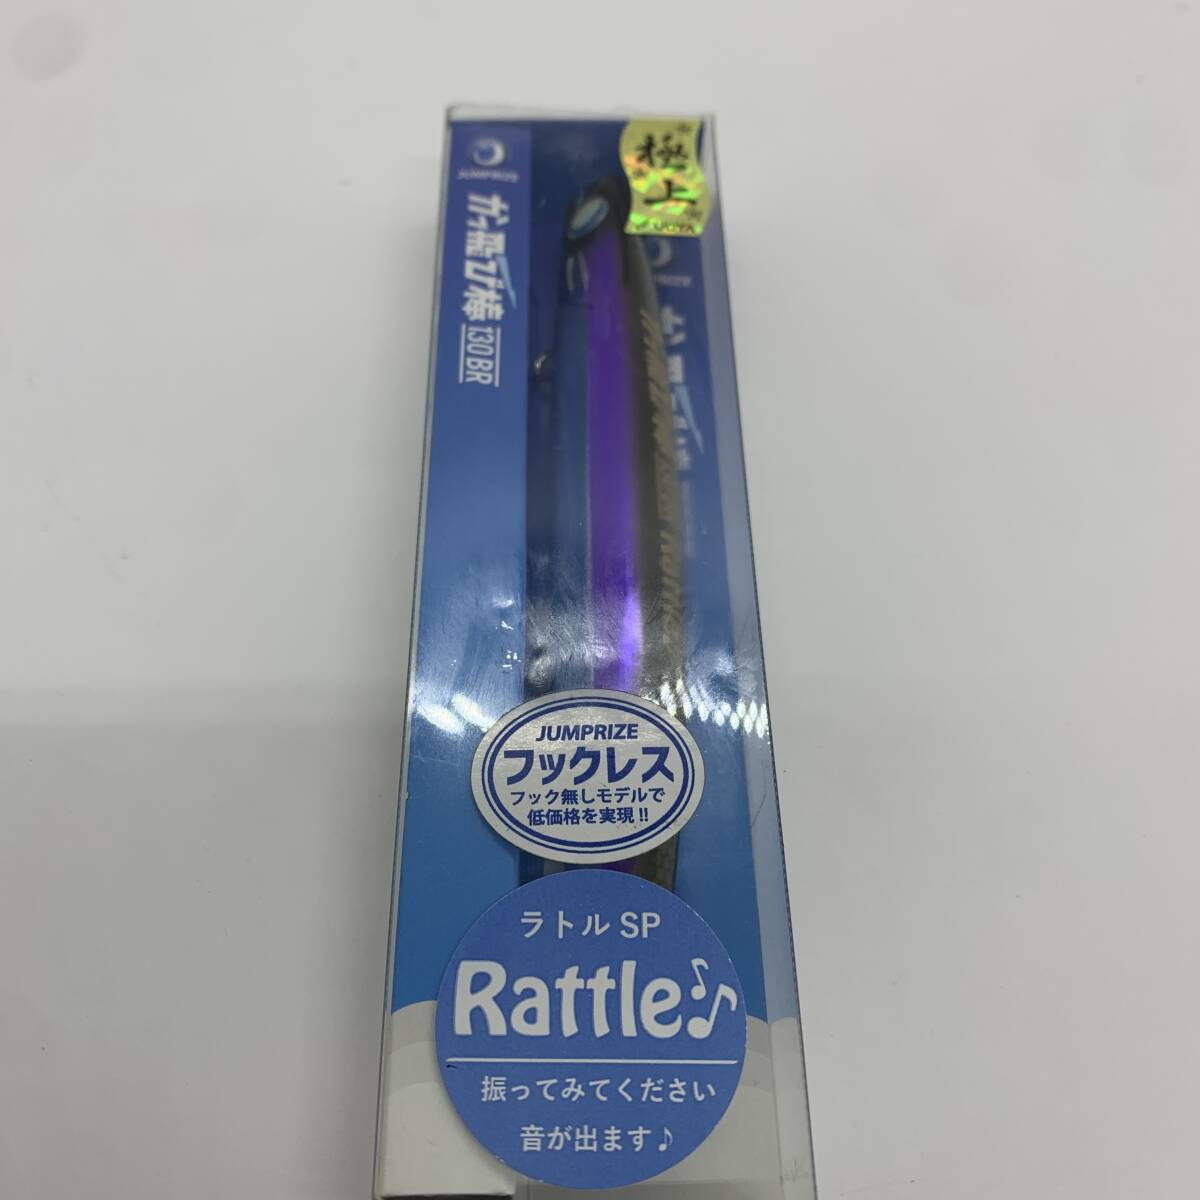 JUMPRIZE
かっ飛び棒
130BR
極上
JUMPRIZE
フックレス
フック無しモデルで
低価格を実現!!
ラトル SP
Rattle♪♫
振ってみてください
音が出ます♪